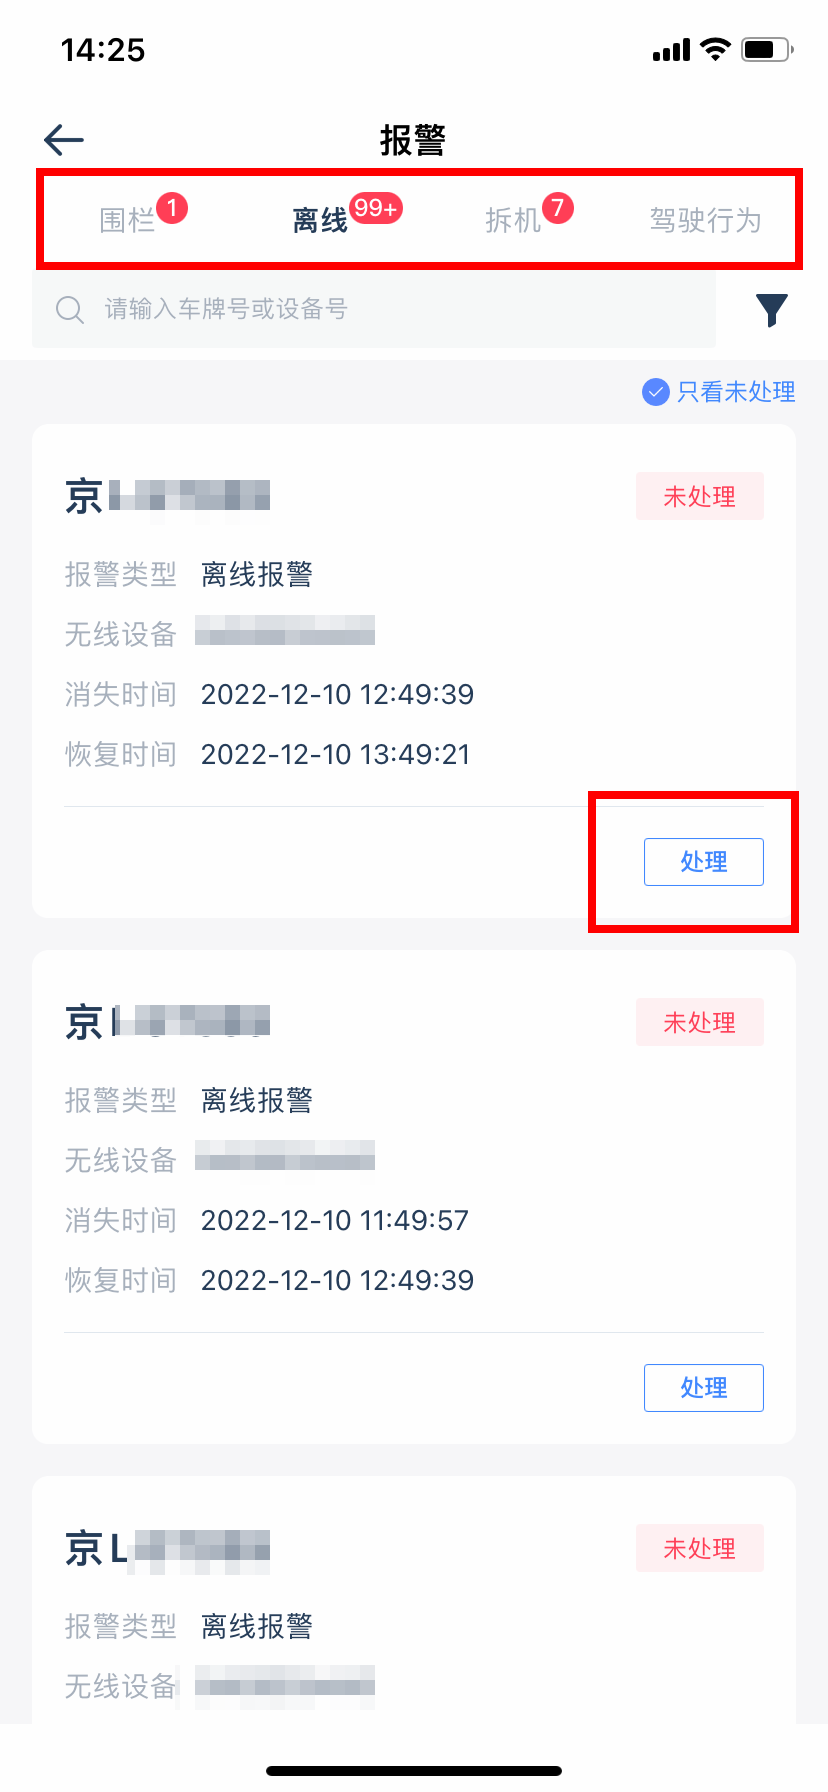 14:25
报警
围栏 1 离线 99+ 拆机 7 驾驶行为
请输入车牌号或设备号
只看未处理
京 未处理
报警类型 离线报警
无线设备
消失时间 2022-12-10 12:49:39
恢复时间 2022-12-10 13:49:21
处理
京 未处理
报警类型 离线报警
无线设备
消失时间 2022-12-10 11:49:57
恢复时间 2022-12-10 12:49:39
处理
京L 未处理
报警类型 离线报警
无线设备